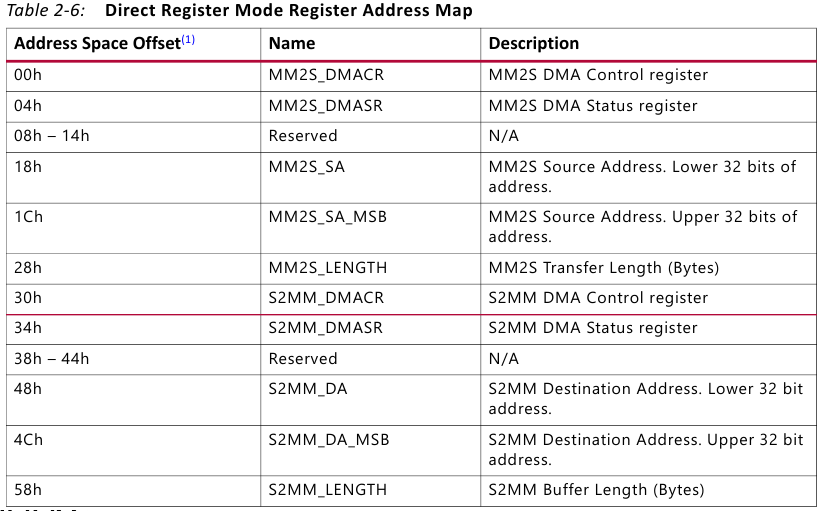 Table 2-6: Direct Register Mode Register Address Map
Address Space Offset(1) Name Description
00h MM2S_DMACR MM2S DMA Control register
04h MM2S_DMASR MM2S DMA Status register
08h – 14h Reserved N/A
18h MM2S_SA MM2S Source Address. Lower 32 bits of
address.
1Ch MM2S_SA_MSB MM2S Source Address. Upper 32 bits of
address.
28h MM2S_LENGTH MM2S Transfer Length (Bytes)
30h S2MM_DMACR S2MM DMA Control register
34h S2MM_DMASR S2MM DMA Status register
38h – 44h Reserved N/A
48h S2MM_DA S2MM Destination Address. Lower 32 bit
address.
4Ch S2MM_DA_MSB S2MM Destination Address. Upper 32 bit
address.
58h S2MM_LENGTH S2MM Buffer Length (Bytes)